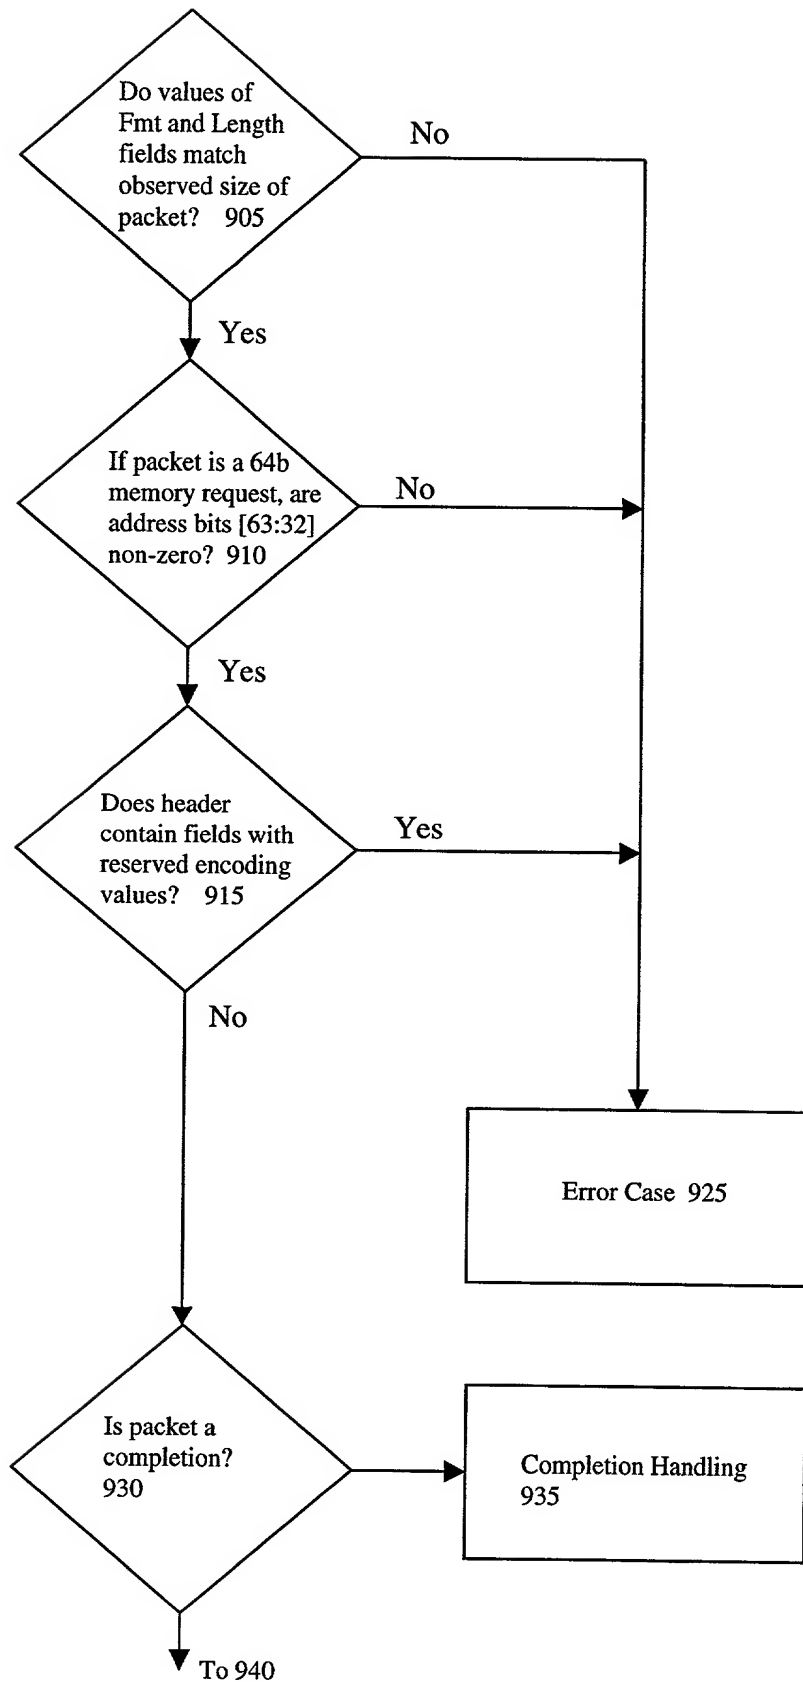 Do values of
Fmt and Length
fields match
observed size of
packet? 905
No
Yes
If packet is a 64b
memory request, are
address bits [63:32]
non-zero? 910
No
Yes
Does header
contain fields with
reserved encoding
values? 915
Yes
No
Error Case 925
Is packet a
completion?
930
Completion Handling
935
To 940